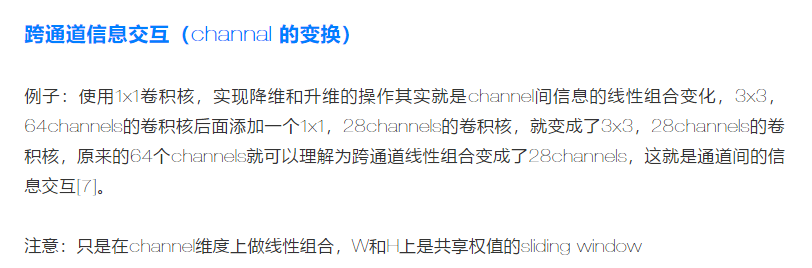 跨通道信息交互（channal 的变换）
例子：使用1x1卷积核，实现降维和升维的操作其实就是channel间信息的线性组合变化，3x3，
64channels的卷积核后面添加一个1x1，28channels的卷积核，就变成了3x3，28channels的卷
积核，原来的64个channels就可以理解为跨通道线性组合变成了28channels，这就是通道间的信
息交互[7]。
注意：只是在channel维度上做线性组合，W和H上是共享权值的sliding window